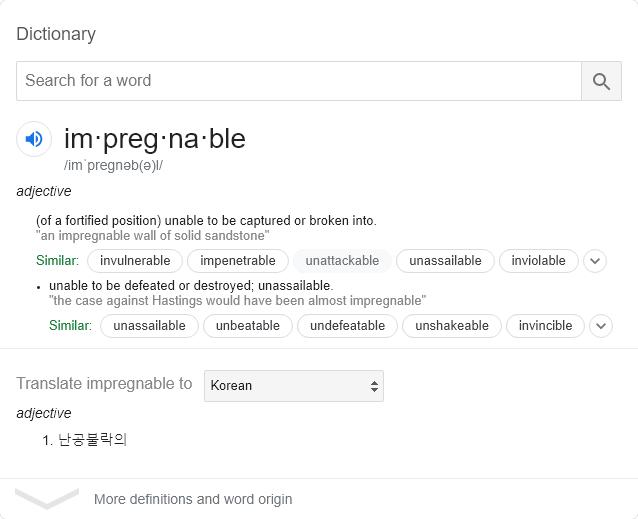 Dictionary
Search for a word
im·preg·na·ble
/imˈpreɡnəb(ə)l/
adjective
(of a fortified position) unable to be captured or broken into.
"an impregnable wall of solid sandstone"
Similar: invulnerable impenetrable unattackable unassailable inviolable
• unable to be defeated or destroyed; unassailable.
"the case against Hastings would have been almost impregnable"
Similar: unassailable unbeatable undefeatable unshakeable invincible
Translate impregnable to Korean
adjective
1. 난공불락의
More definitions and word origin